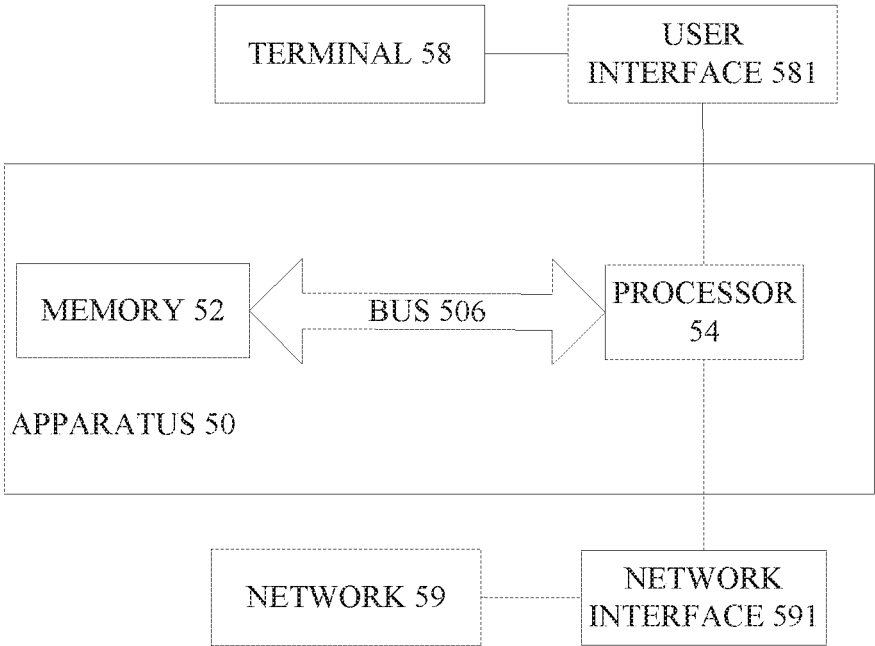 TERMINAL 58
USER
INTERFACE 581
MEMORY 52
BUS 506
PROCESSOR
54
APPARATUS 50
NETWORK 59
NETWORK
INTERFACE 591